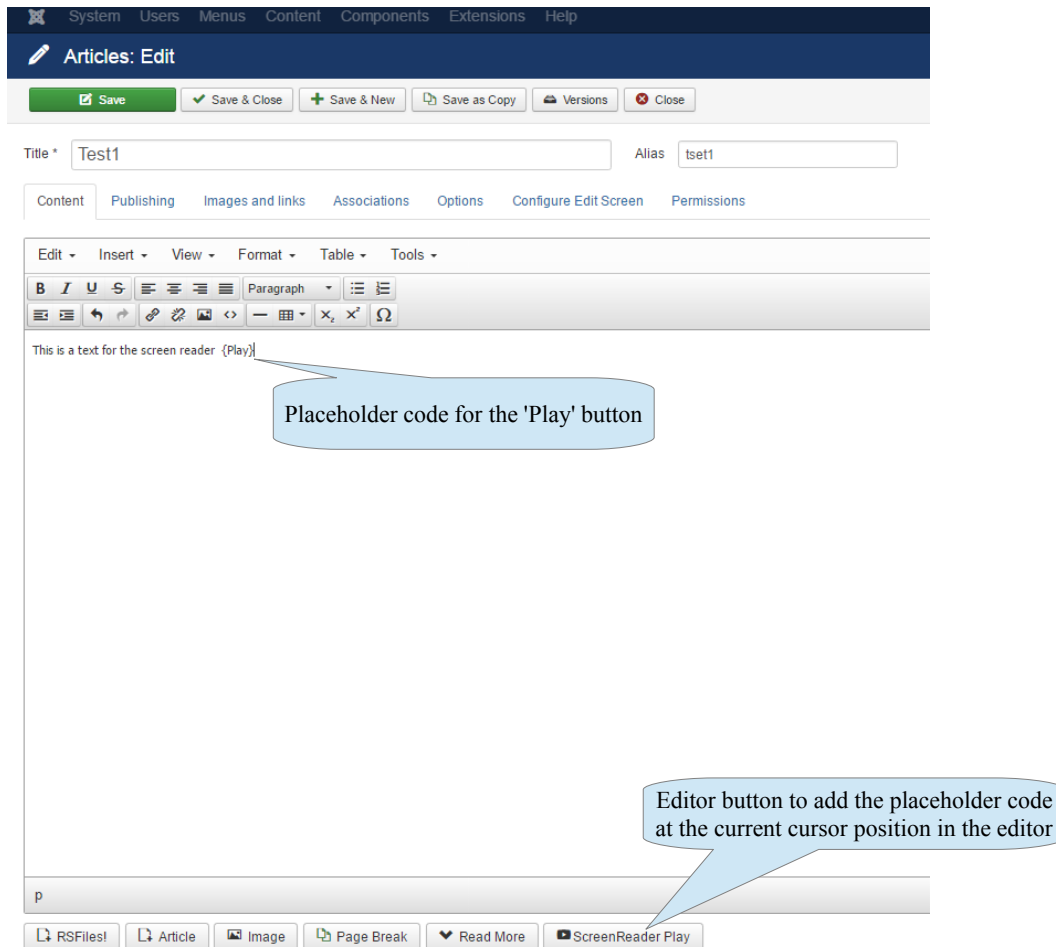 System Users Menus Content Components Extensions Help
Articles: Edit
Save Save & Close Save & New Save as Copy Versions Close
Title * Test1 Alias tset1
Content Publishing Images and links Associations Options Configure Edit Screen Permissions
Edit Insert View Format Table Tools
B I U S Paragraph
X₂ X² Ω
This is a text for the screen reader {Play}
Placeholder code for the 'Play' button
Editor button to add the placeholder code
at the current cursor position in the editor
p
RSFiles! Article Image Page Break Read More ScreenReader Play